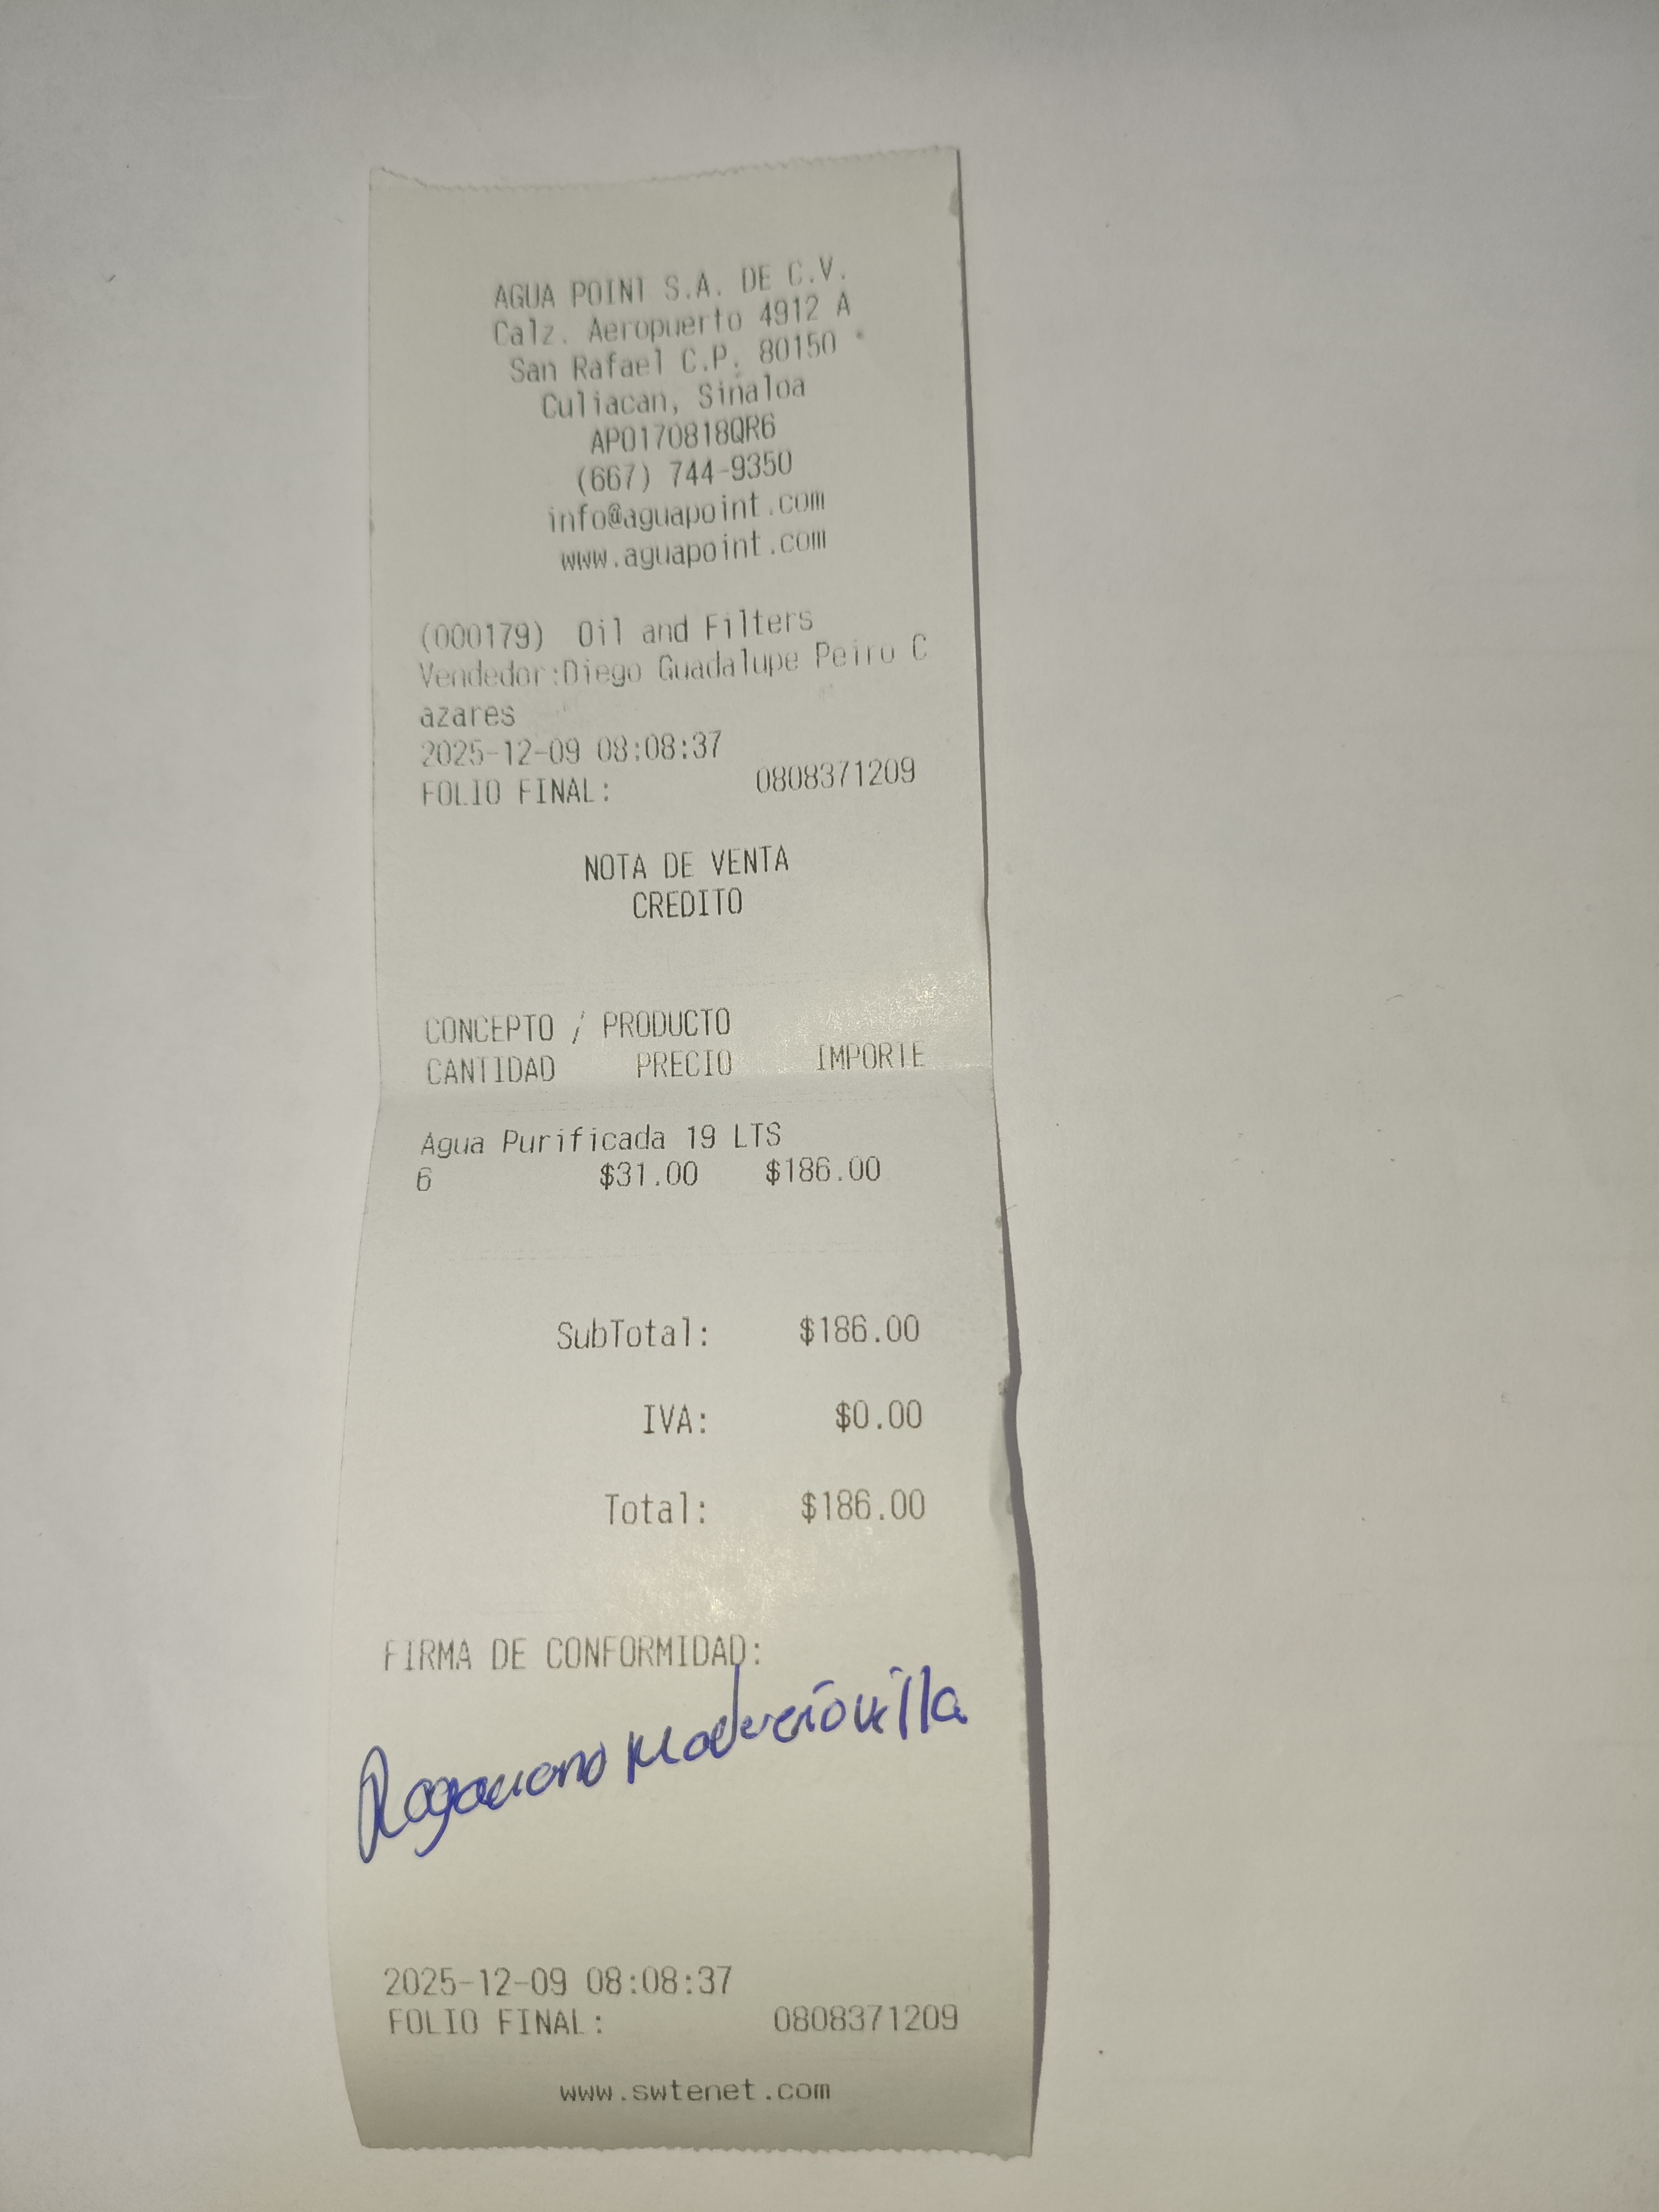 AGUA POINT S.A. DE C.V.
Calz. Aeropuerto 4912 A
San Rafael C.P. 80150
Culiacan, Sinaloa
APO170818QR6
(667) 744-9350
info@aguapoint.com
www.aguapoint.com
(000179) Oil and Filters
Vendedor:Diego Guadalupe Peiro C
azares
2025-12-09 08:08:37
FOLIO FINAL: 0808371209
NOTA DE VENTA
CREDITO
CONCEPTO / PRODUCTO
CANTIDAD PRECIO IMPORTE
Agua Purificada 19 LTS
6 $31.00 $186.00
SubTotal: $186.00
IVA: $0.00
Total: $186.00
FIRMA DE CONFORMIDAD:
2025-12-09 08:08:37
FOLIO FINAL: 0808371209
www.swtenet.com